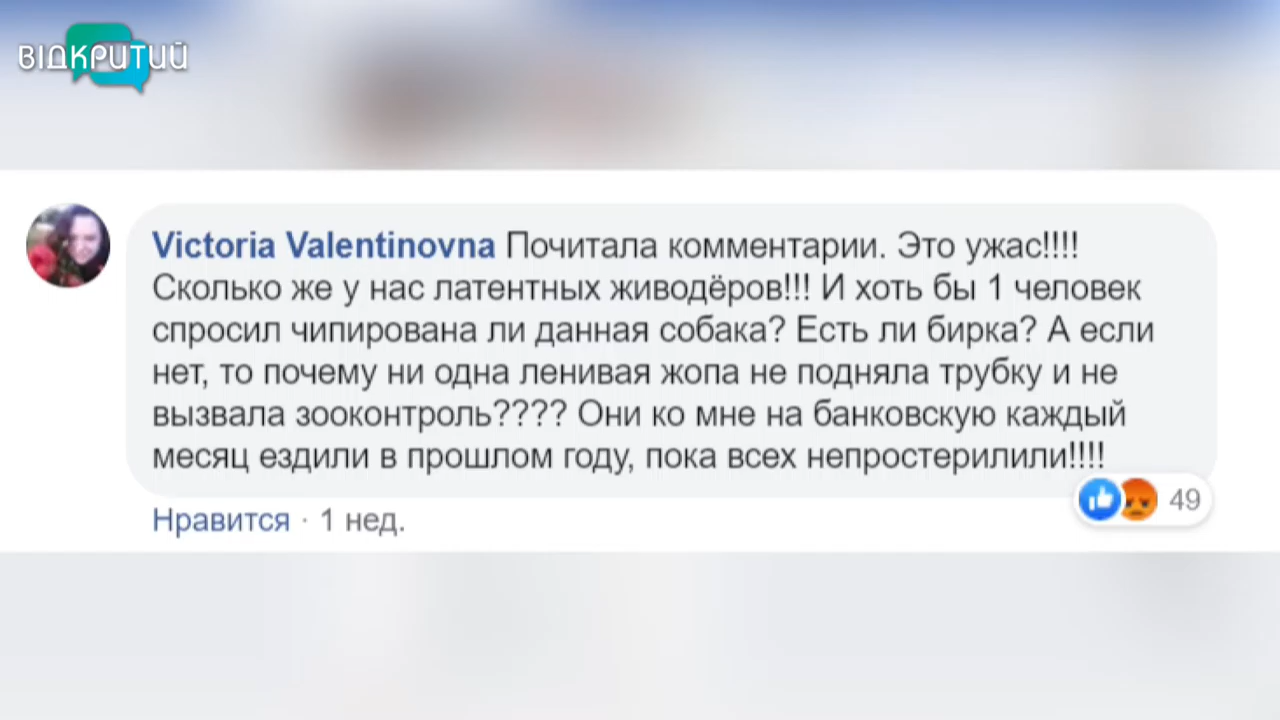 ВІДКРИТИЙ
Victoria Valentinovna Почитала комментарии. Это ужас!!!!
Сколько же у нас латентных живодёров!!! И хоть бы 1 человек
спросил чипирована ли данная собака? Есть ли бирка? А если
нет, то почему ни одна ленивая жопа не подняла трубку и не
вызвала зооконтроль???? Они ко мне на банковскую каждый
месяц ездили в прошлом году, пока всех непростерилили!!!!
49
Нравится · 1 нед.